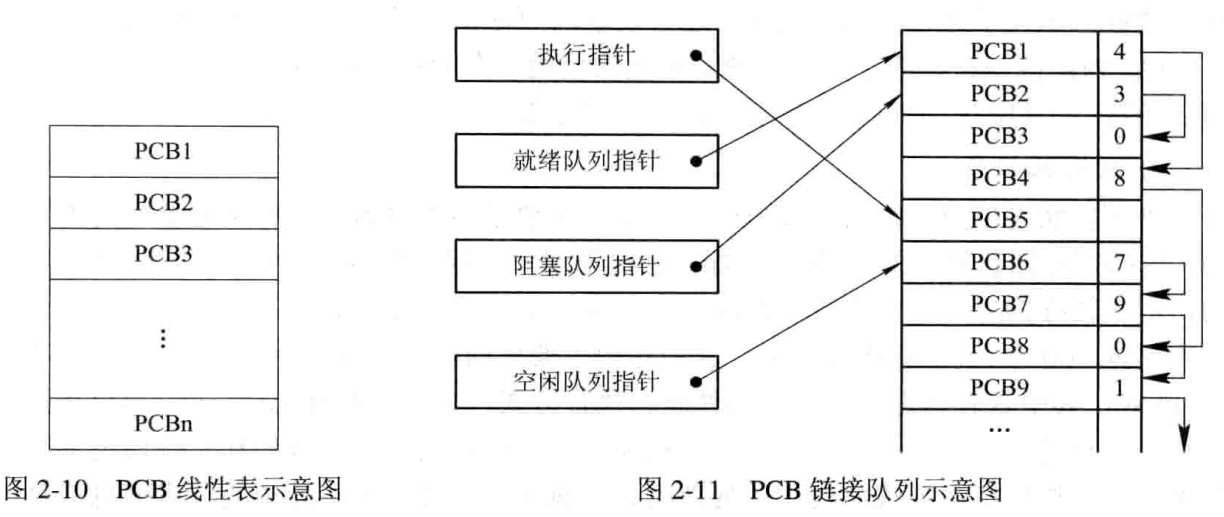 PCB1
PCB2
PCB3
⋮
PCBn
图 2-10 PCB 线性表示意图
执行指针
就绪队列指针
阻塞队列指针
空闲队列指针
PCB1 4
PCB2 3
PCB3 0
PCB4 8
PCB5
PCB6 7
PCB7 9
PCB8 0
PCB9 1
…
图 2-11 PCB 链接队列示意图